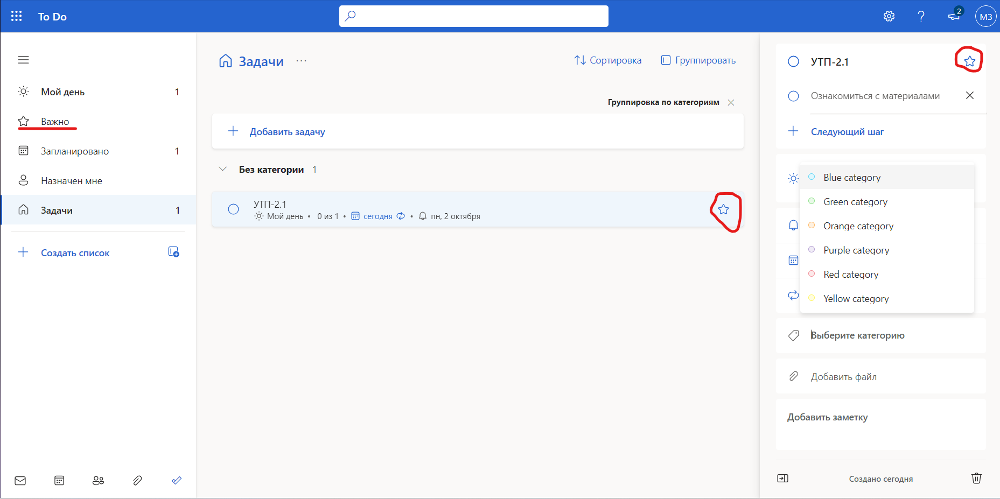 To Do
2
МЗ
Мой день 1
Важно
Запланировано 1
Назначен мне
Задачи 1
Создать список
Задачи ...
Сортировка
Группировать
Группировка по категориям
Добавить задачу
Без категории 1
УТП-2.1
Мой день • 0 из 1 • сегодня • пн, 2 октября
УТП-2.1
Ознакомиться с материалами
Следующий шаг
Blue category
Green category
Orange category
Purple category
Red category
Yellow category
Выберите категорию
Добавить файл
Добавить заметку
Создано сегодня